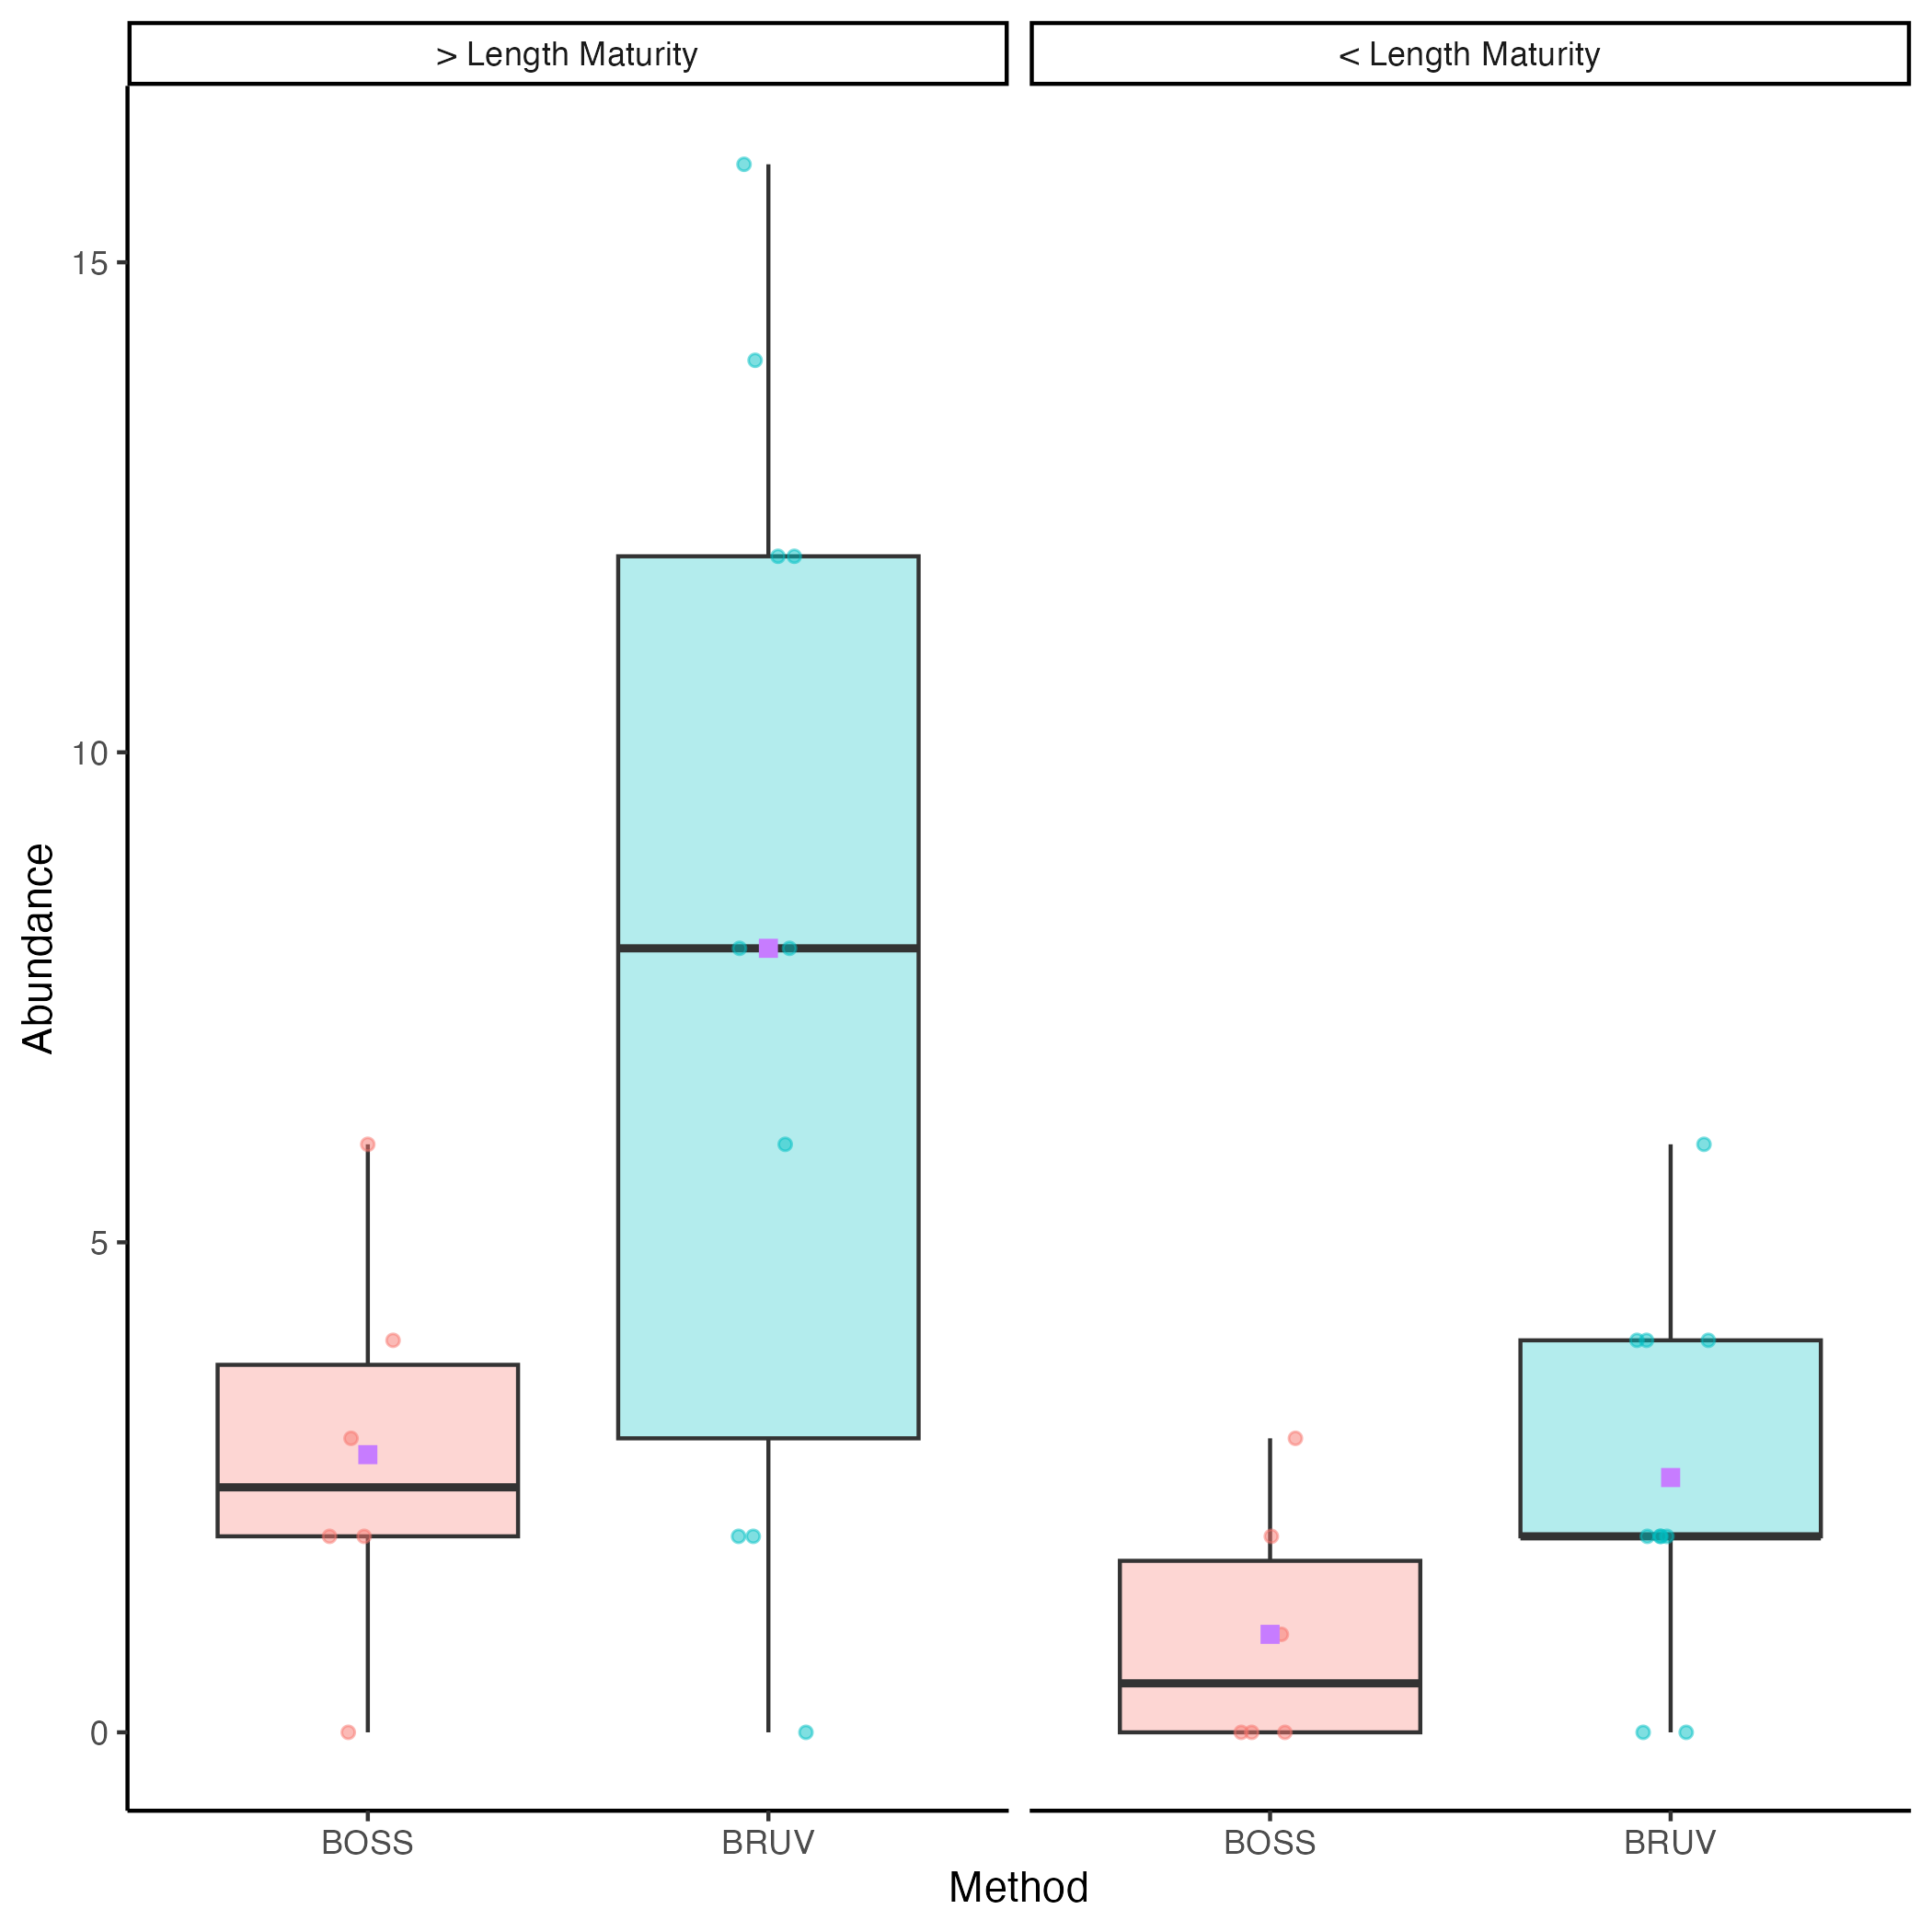 > Length Maturity
< Length Maturity
15
10
5
0
Abundance
BOSS
BRUV
BOSS
BRUV
Method